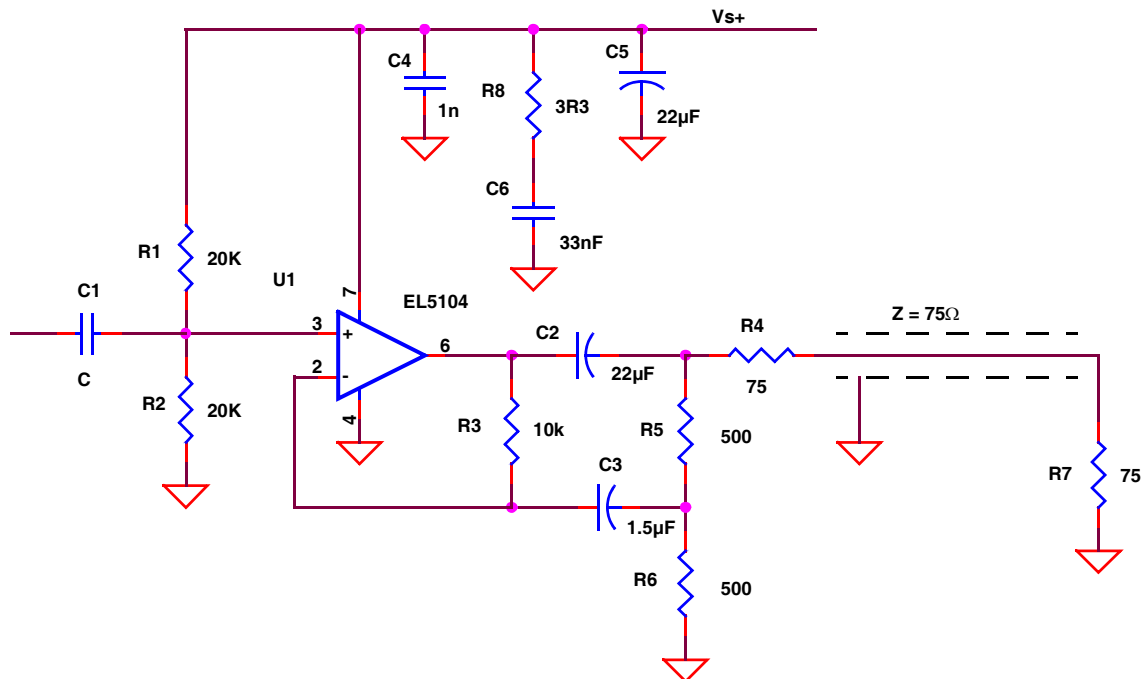 Vs+
C4
1n
R8
3R3
C5
22µF
C6
33nF
R1
20K
U1
C1
C
7
EL5104
3
+
2
-
6
4
R2
20K
C2
22µF
R4
75
Z = 75Ω
R3
10k
R5
500
C3
1.5µF
R7
75
R6
500